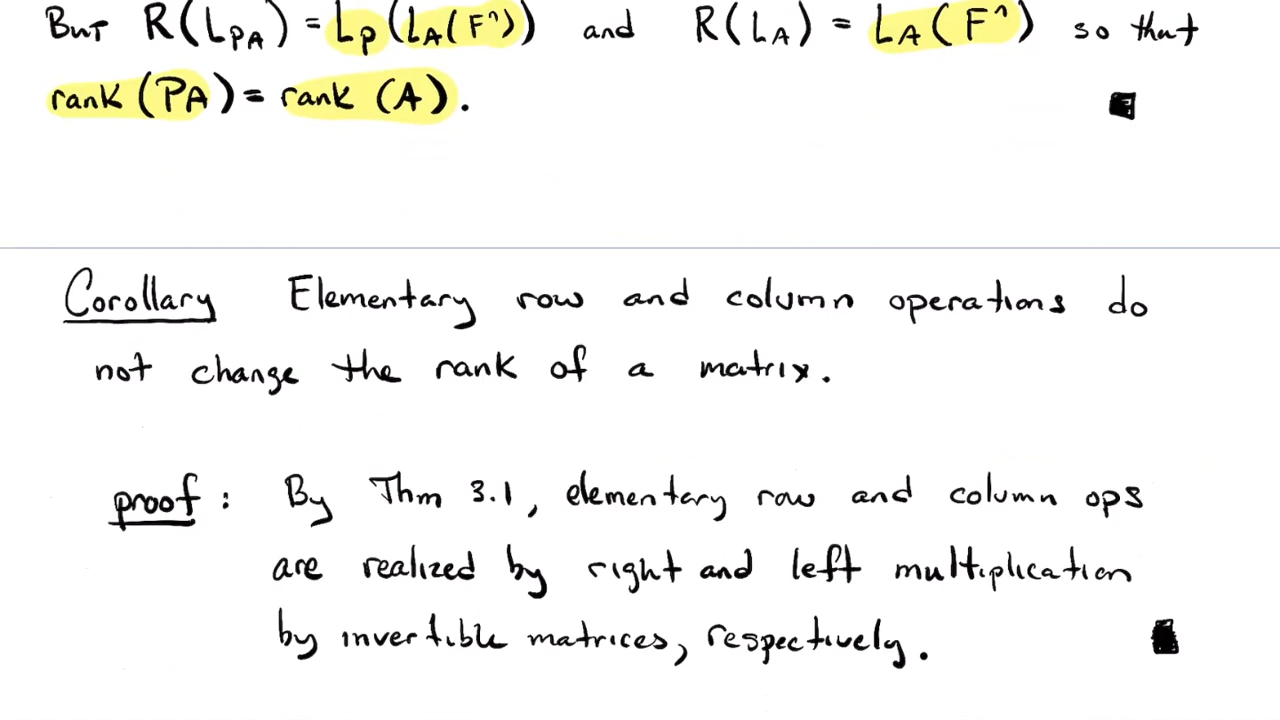 But R(L_PA) = L_P(L_A(Fⁿ)) and R(L_A) = L_A(Fⁿ) so that
rank (PA) = rank (A).
Corollary Elementary row and column operations do
not change the rank of a matrix.
proof: By Thm 3.1, elementary row and column ops
are realized by right and left multiplication
by invertible matrices, respectively.